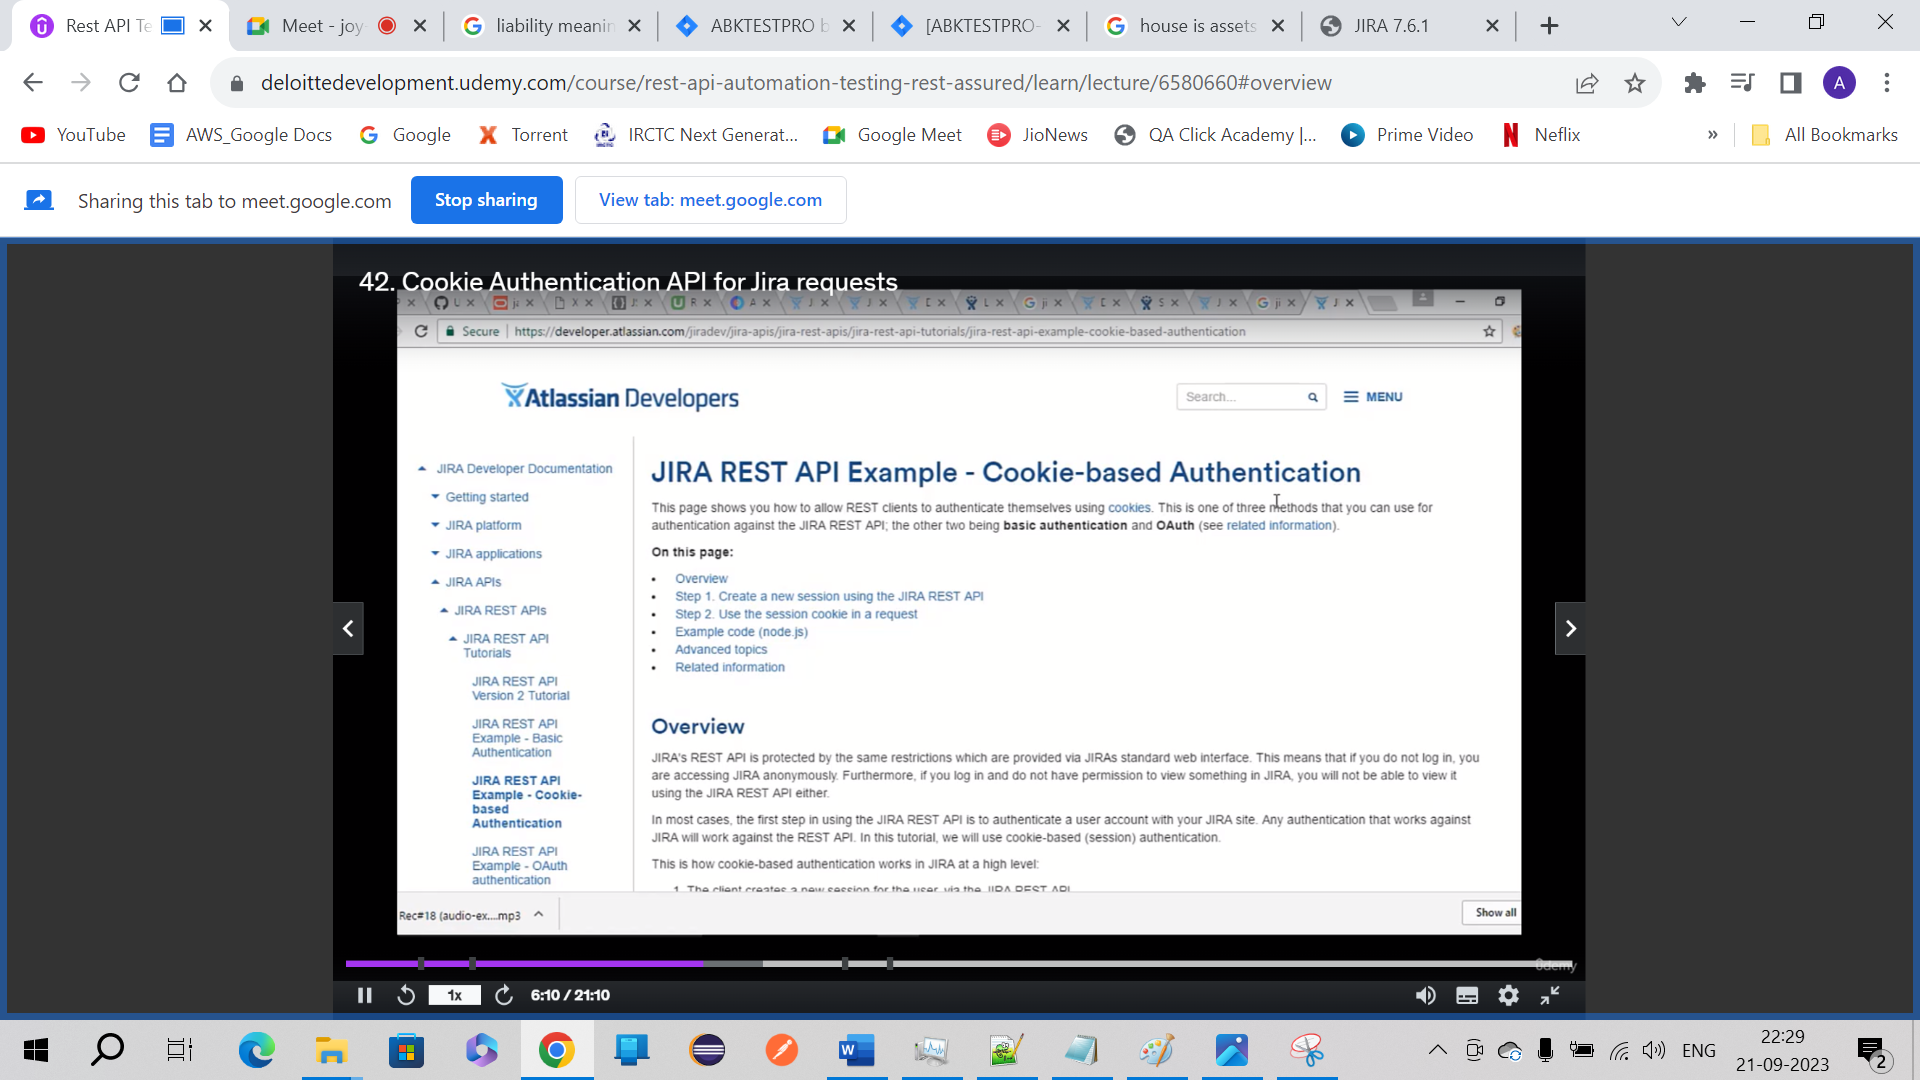 Rest API Te
Meet - joy
liability meanin
ABKTESTPRO b
[ABKTESTPRO-
house is assets
JIRA 7.6.1
deloittedevelopment.udemy.com/course/rest-api-automation-testing-rest-assured/learn/lecture/6580660#overview
A
YouTube
AWS_Google Docs
Google
Torrent
IRCTC Next Generat...
Google Meet
JioNews
QA Click Academy |...
Prime Video
Neflix
»
All Bookmarks
Sharing this tab to meet.google.com
Stop sharing
View tab: meet.google.com
42. Cookie Authentication API for Jira requests
Secure
https://developer.atlassian.com/jiradev/jira-apis/jira-rest-apis/jira-rest-api-tutorials/jira-rest-api-example-cookie-based-authentication
Atlassian Developers
Search...
MENU
JIRA Developer Documentation
Getting started
JIRA platform
JIRA applications
JIRA APIs
JIRA REST APIs
JIRA REST API
Tutorials
JIRA REST API
Version 2 Tutorial
JIRA REST API
Example - Basic
Authentication
JIRA REST API
Example - Cookie-
based
Authentication
JIRA REST API
Example - OAuth
authentication
JIRA REST API Example - Cookie-based Authentication
This page shows you how to allow REST clients to authenticate themselves using cookies. This is one of three methods that you can use for
authentication against the JIRA REST API; the other two being basic authentication and OAuth (see related information).
On this page:
• Overview
• Step 1. Create a new session using the JIRA REST API
• Step 2. Use the session cookie in a request
• Example code (node.js)
• Advanced topics
• Related information
Overview
JIRA's REST API is protected by the same restrictions which are provided via JIRAs standard web interface. This means that if you do not log in, you
are accessing JIRA anonymously. Furthermore, if you log in and do not have permission to view something in JIRA, you will not be able to view it
using the JIRA REST API either.
In most cases, the first step in using the JIRA REST API is to authenticate a user account with your JIRA site. Any authentication that works against
JIRA will work against the REST API. In this tutorial, we will use cookie-based (session) authentication.
This is how cookie-based authentication works in JIRA at a high level:
1. The client creates a new session for the user, via the JIRA REST API
Rec#18 (audio-ex....mp3
Show all
ûdemy
1x
6:10 / 21:10
ENG
22:29
21-09-2023
2